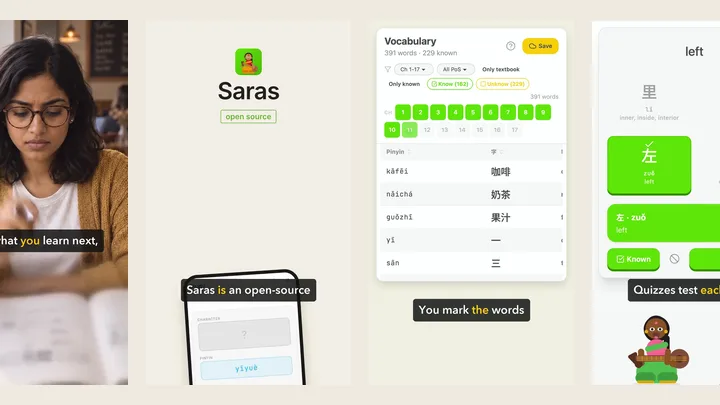 what you learn next,
Saras
open source
Saras is an open-source
CHARACTER
?
PINYIN
yīyuè
Vocabulary
391 words · 229 known
Save
Ch 1-17
All PoS
Only textbook
Only known
Know (162)
Unknown (229)
391 words
CH
1 2 3 4 5 6 7 8 9
10 11 12 13 14 15 16 17
Pinyin
字
kāfēi 咖啡
nǎichá 奶茶
guǒzhī 果汁
yī 一
sān 三
You mark the words
left
里
lǐ
inner, inside, interior
左
zuǒ
left
左 · zuǒ
left
Known
Quizzes test each